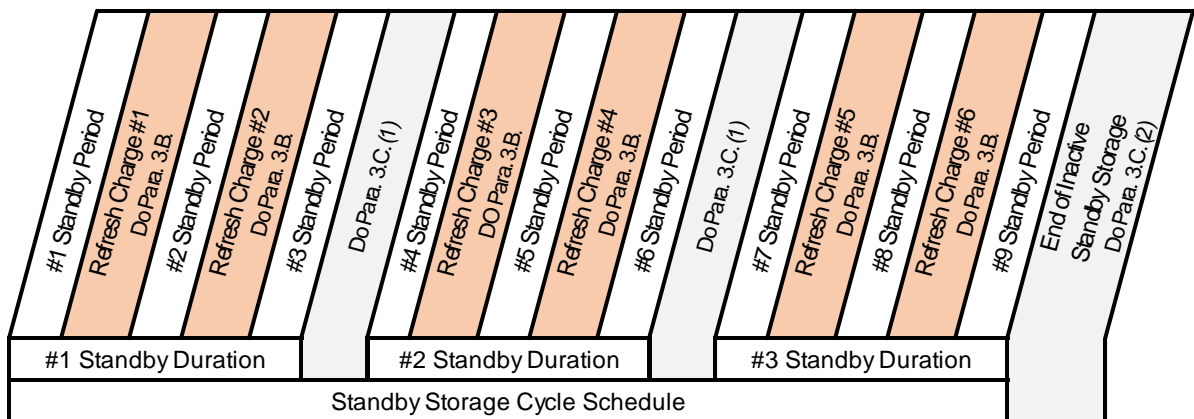 #1 Standby Period
Refresh Charge #1
Do Para. 3.B.
#2 Standby Period
Refresh Charge #2
Do Para. 3.B.
#3 Standby Period
Do Para. 3.C. (1)
#4 Standby Period
Refresh Charge #3
DO Para. 3.B.
#5 Standby Period
Refresh Charge #4
Do Para. 3.B.
#6 Standby Period
Do Para. 3.C. (1)
#7 Standby Period
Refresh Charge #5
Do Para. 3.B.
#8 Standby Period
Refresh Charge #6
Do Para. 3.B.
#9 Standby Period
End of Inactive
Standby Storage
Do Para. 3.C. (2)
#1 Standby Duration
#2 Standby Duration
#3 Standby Duration
Standby Storage Cycle Schedule